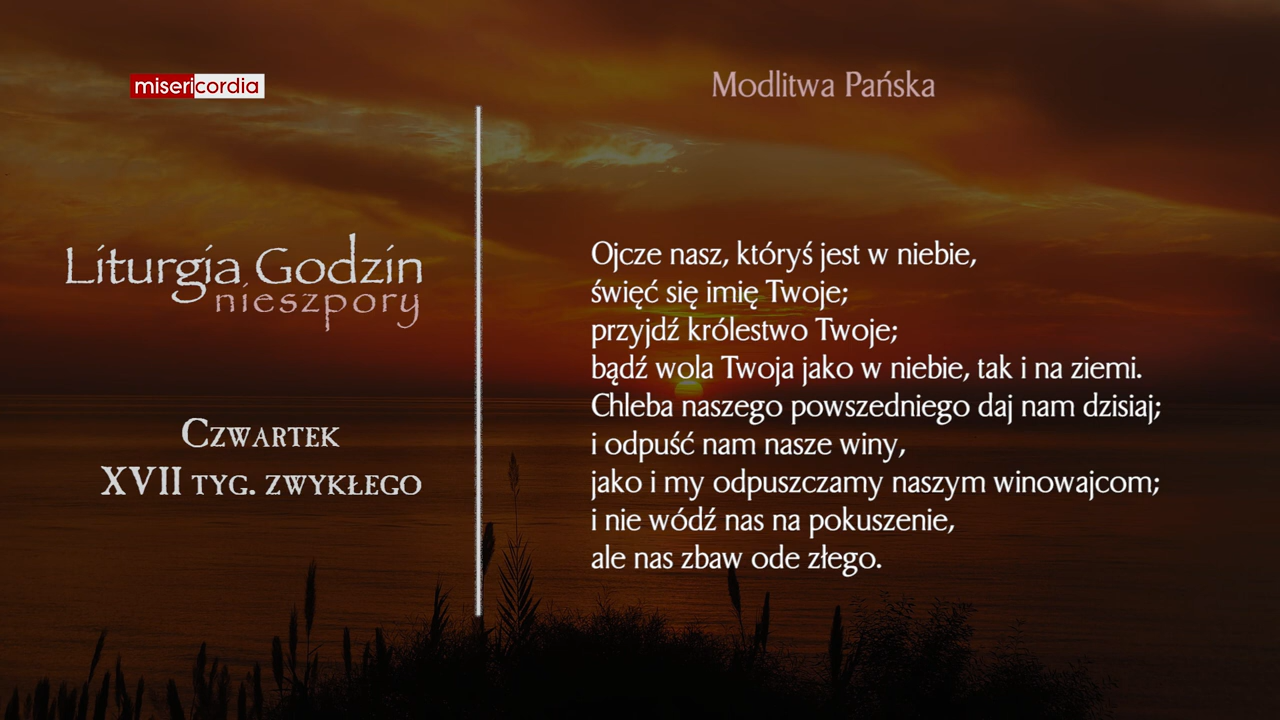 misericordia
Liturgia Godzin
nieszpory
Czwartek
XVII tyg. zwykłego
Modlitwa Pańska
Ojcze nasz, któryś jest w niebie,
święć się imię Twoje;
przyjdź królestwo Twoje;
bądź wola Twoja jako w niebie, tak i na ziemi.
Chleba naszego powszedniego daj nam dzisiaj;
i odpuść nam nasze winy,
jako i my odpuszczamy naszym winowajcom;
i nie wódź nas na pokuszenie,
ale nas zbaw ode złego.